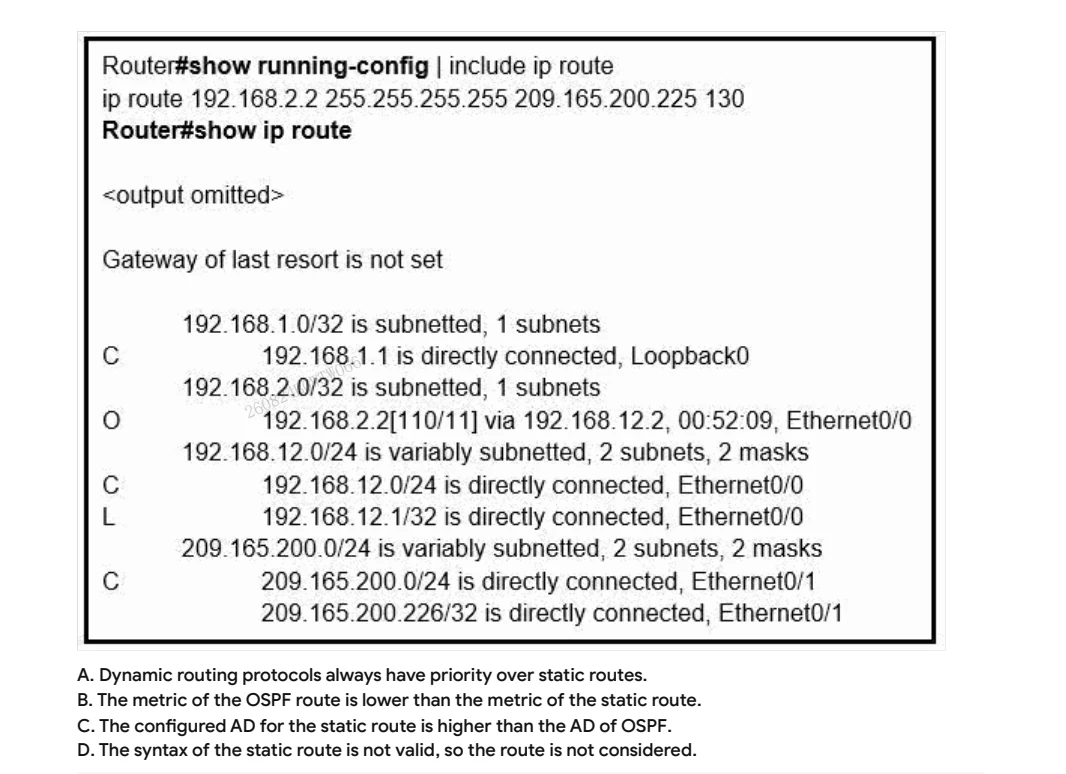 Router#show running-config | include ip route
ip route 192.168.2.2 255.255.255.255 209.165.200.225 130
Router#show ip route
<output omitted>
Gateway of last resort is not set
192.168.1.0/32 is subnetted, 1 subnets
C 192.168.1.1 is directly connected, Loopback0
192.168.2.0/32 is subnetted, 1 subnets
O 192.168.2.2[110/11] via 192.168.12.2, 00:52:09, Ethernet0/0
192.168.12.0/24 is variably subnetted, 2 subnets, 2 masks
C 192.168.12.0/24 is directly connected, Ethernet0/0
L 192.168.12.1/32 is directly connected, Ethernet0/0
209.165.200.0/24 is variably subnetted, 2 subnets, 2 masks
C 209.165.200.0/24 is directly connected, Ethernet0/1
209.165.200.226/32 is directly connected, Ethernet0/1
A. Dynamic routing protocols always have priority over static routes.
B. The metric of the OSPF route is lower than the metric of the static route.
C. The configured AD for the static route is higher than the AD of OSPF.
D. The syntax of the static route is not valid, so the route is not considered.